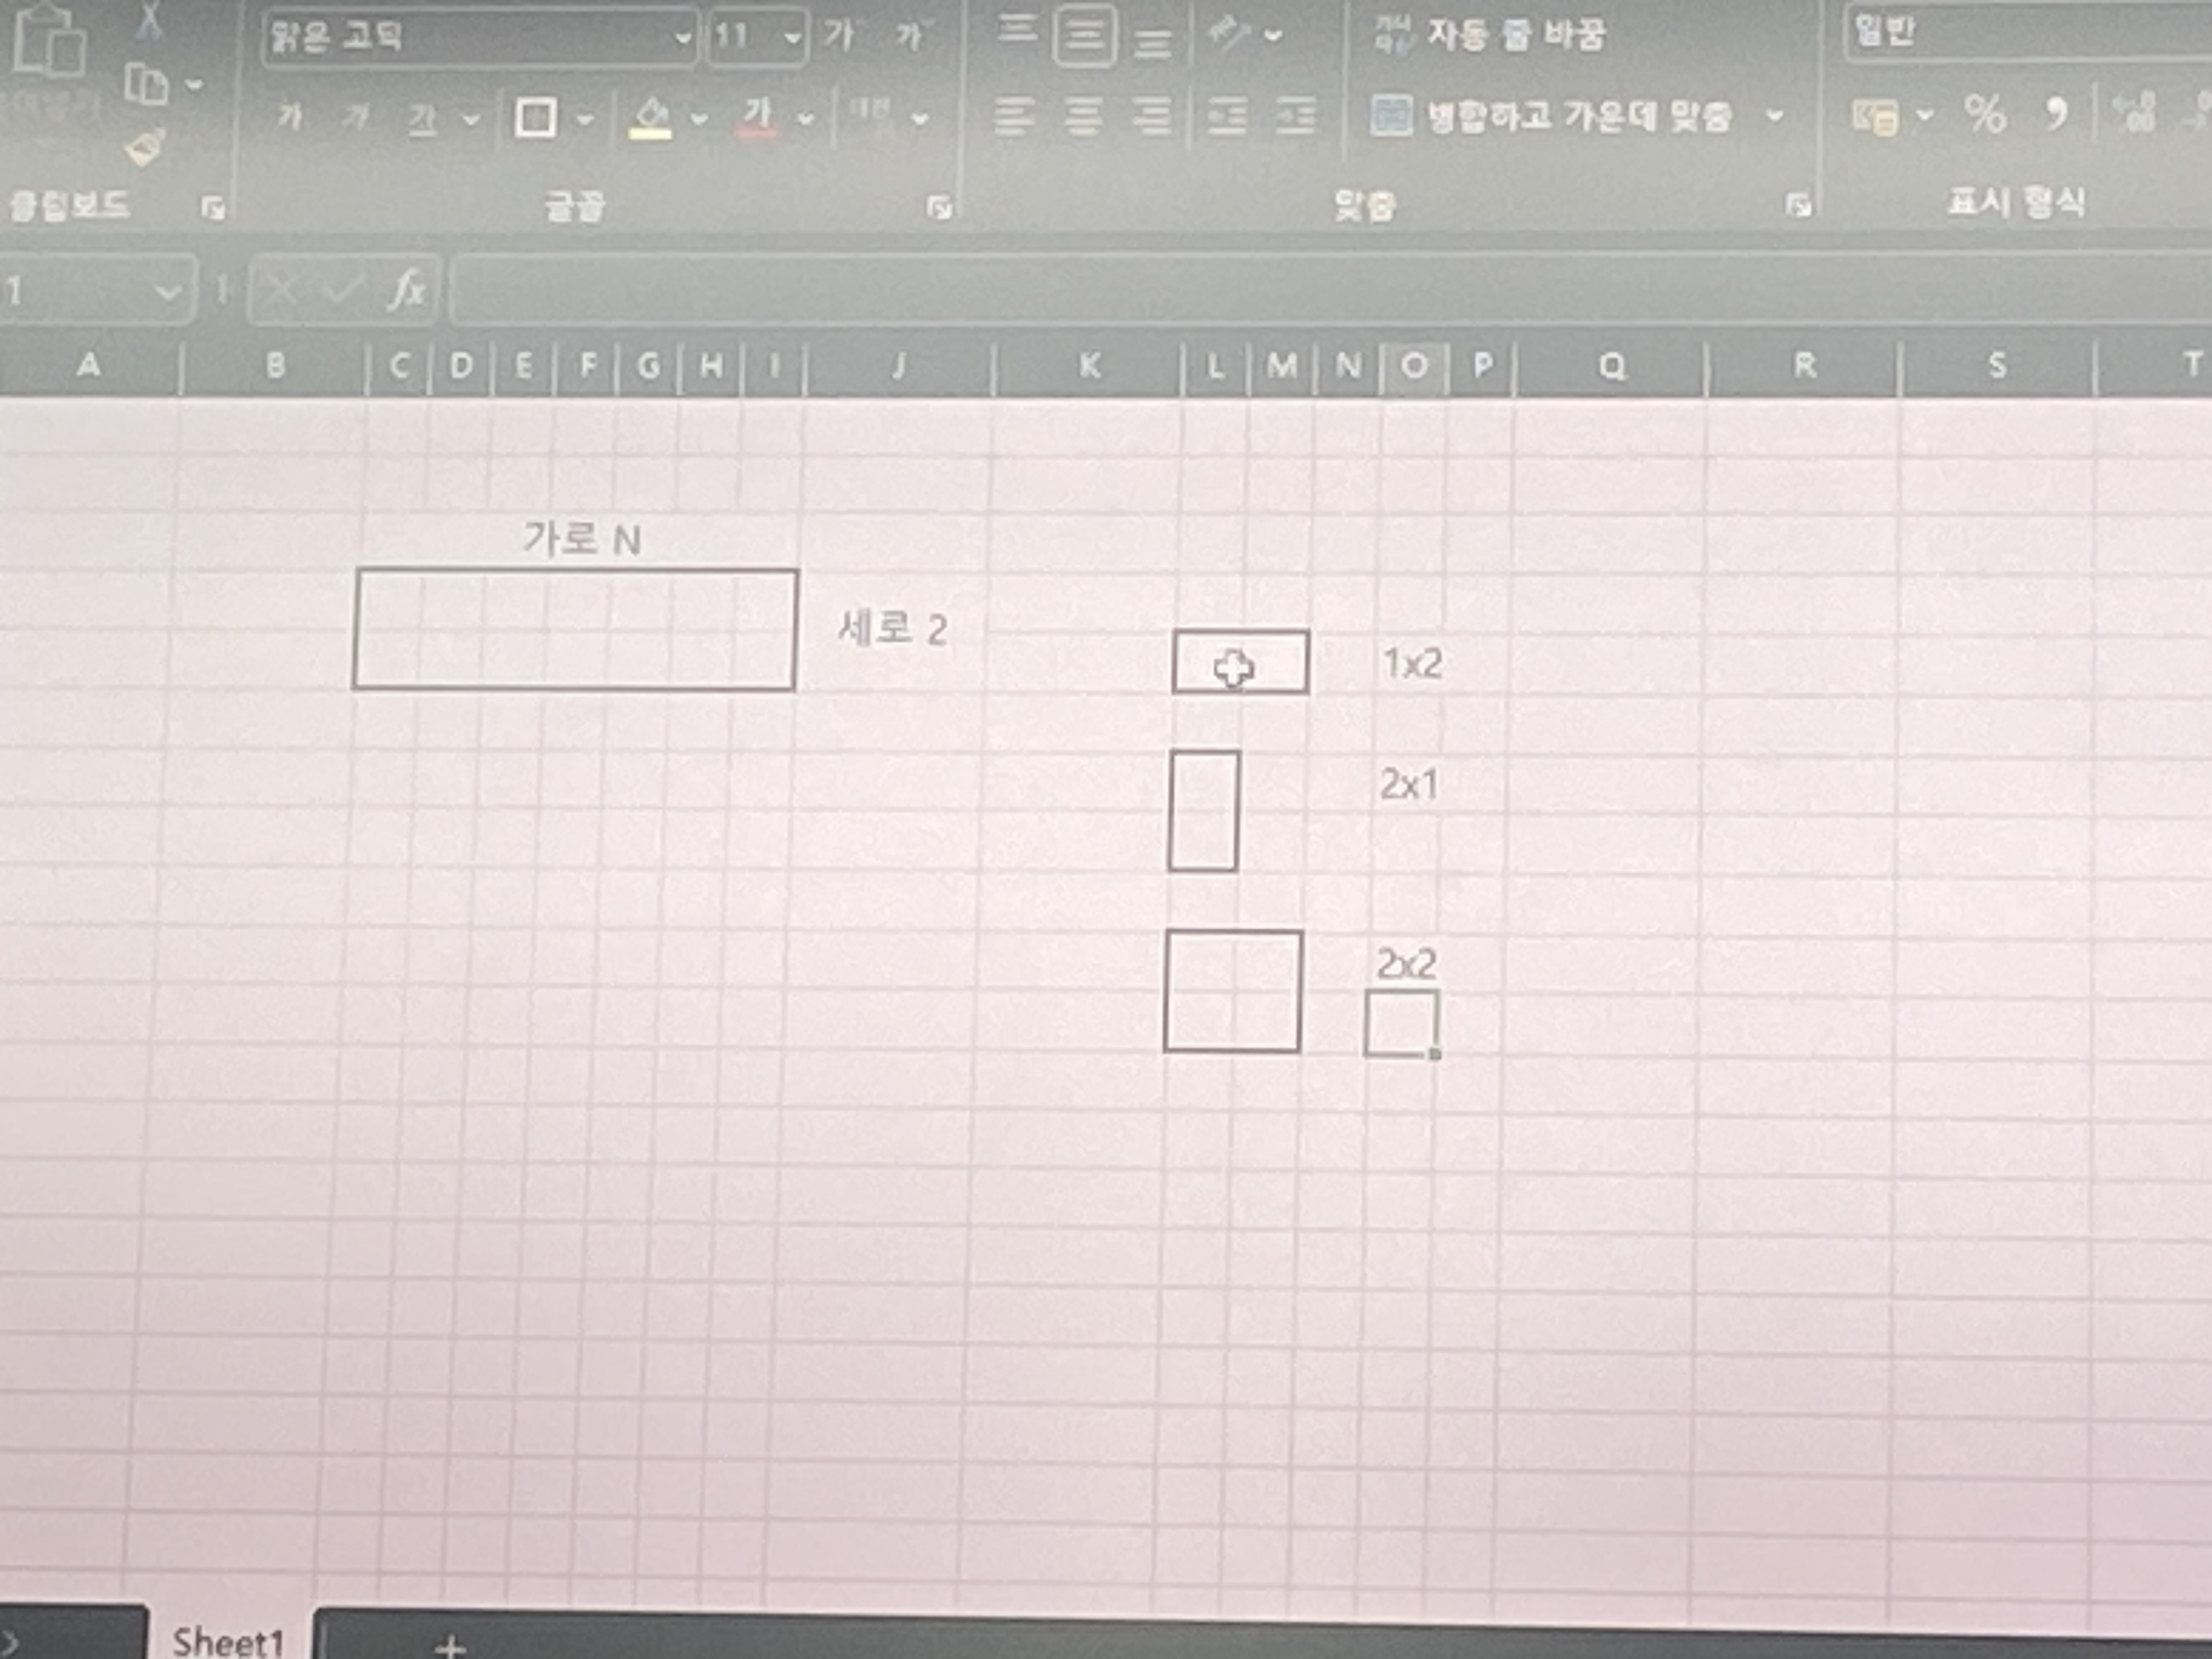 맑은 고딕
11
가 가
자동 줄 바꿈
일반
가 가 가 가
병합하고 가운데 맞춤
% 9
클립보드
글꼴
맞춤
표시 형식
1
fx
A B C D E F G H I J K L M N O P Q R S T
가로 N
세로 2
1x2
2x1
2x2
Sheet1